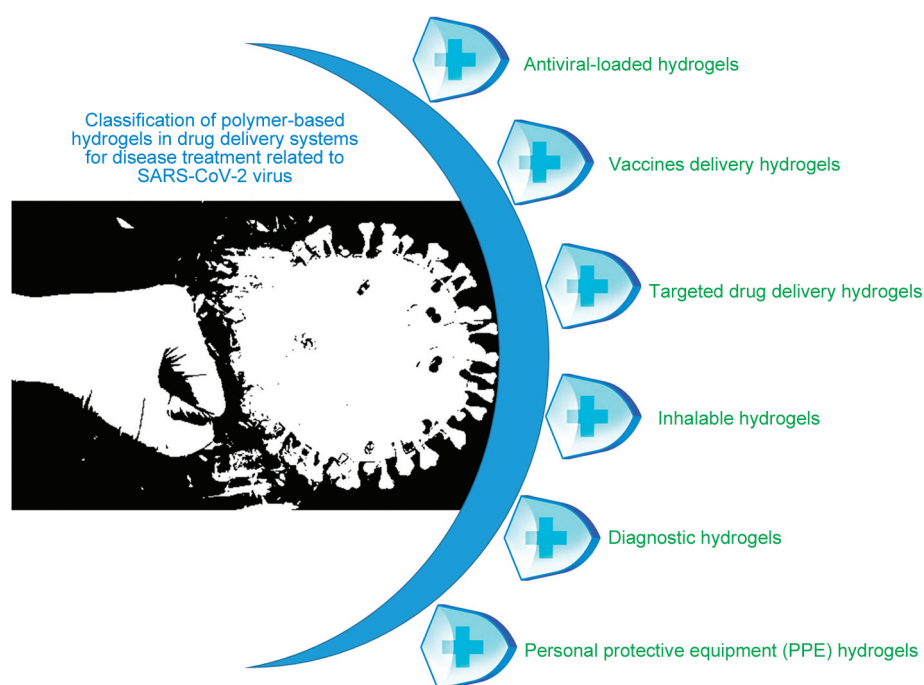 Classification of polymer-based
hydrogels in drug delivery systems
for disease treatment related to
SARS-CoV-2 virus
Antiviral-loaded hydrogels
Vaccines delivery hydrogels
Targeted drug delivery hydrogels
Inhalable hydrogels
Diagnostic hydrogels
Personal protective equipment (PPE) hydrogels